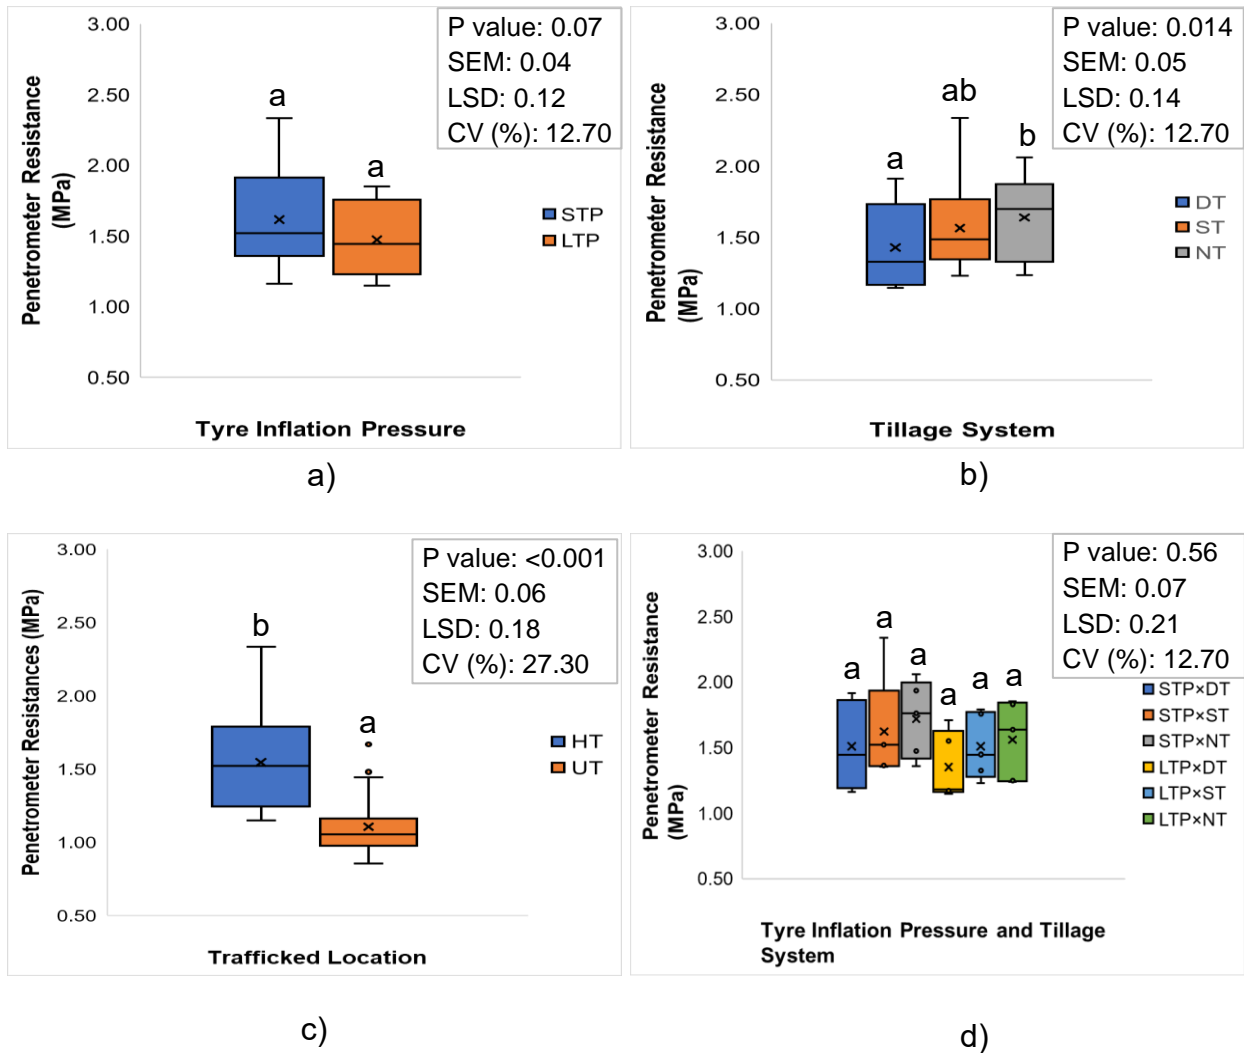 3.00
2.50
2.00
1.50
1.00
0.50
Penetrometer Resistance
(MPa)
P value: 0.07
SEM: 0.04
LSD: 0.12
CV (%): 12.70
a
a
STP
LTP
Tyre Inflation Pressure
a)
3.00
2.50
2.00
1.50
1.00
0.50
Penetrometer Resistance
(MPa)
P value: 0.014
SEM: 0.05
LSD: 0.14
CV (%): 12.70
a
ab
b
DT
ST
NT
Tillage System
b)
3.00
2.50
2.00
1.50
1.00
0.50
Penetrometer Resistances (MPa)
P value: <0.001
SEM: 0.06
LSD: 0.18
CV (%): 27.30
b
a
HT
UT
Trafficked Location
c)
3.00
2.50
2.00
1.50
1.00
0.50
Penetrometer Resistance
(MPa)
P value: 0.56
SEM: 0.07
LSD: 0.21
CV (%): 12.70
a
a
a
a
a
a
STP×DT
STP×ST
STP×NT
LTP×DT
LTP×ST
LTP×NT
Tyre Inflation Pressure and Tillage
System
d)